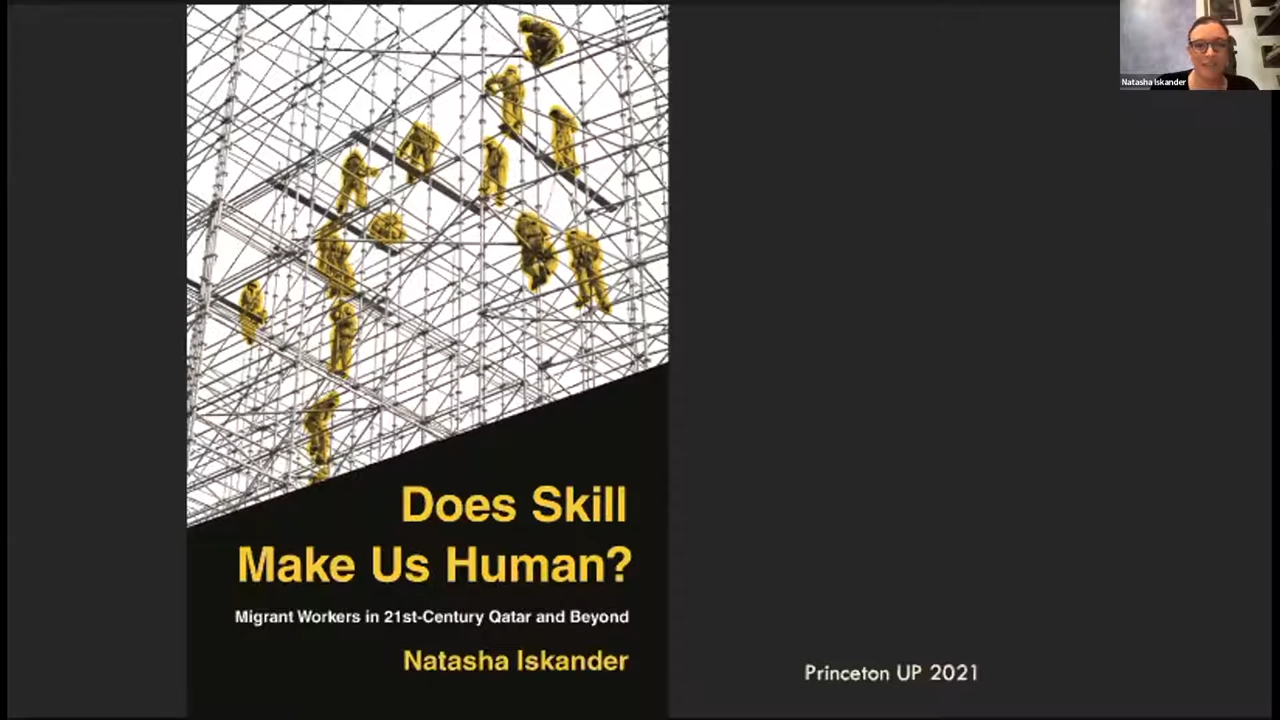 Natasha Iskander
Does Skill
Make Us Human?
Migrant Workers in 21st-Century Qatar and Beyond
Natasha Iskander
Princeton UP 2021